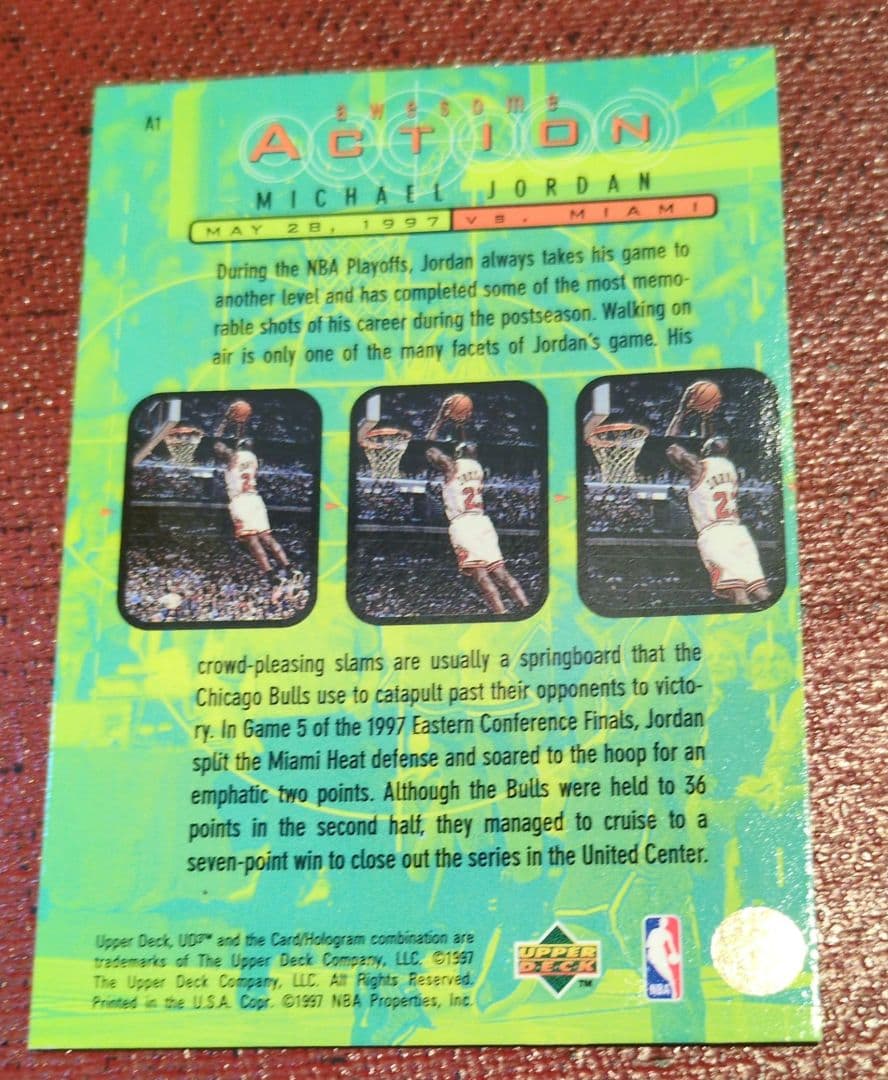 A1
awesome
ACTION
MICHAEL JORDAN
MAY 28, 1997 VS. MIAMI
During the NBA Playoffs, Jordan always takes his game to
another level and has completed some of the most memo-
rable shots of his career during the postseason. Walking on
air is only one of the many facets of Jordan's game. His
crowd-pleasing slams are usually a springboard that the
Chicago Bulls use to catapult past their opponents to victo-
ry. In Game 5 of the 1997 Eastern Conference Finals, Jordan
split the Miami Heat defense and soared to the hoop for an
emphatic two points. Although the Bulls were held to 36
points in the second half, they managed to cruise to a
seven-point win to close out the series in the United Center.
Upper Deck, UD3™ and the Card/Hologram combination are
trademarks of The Upper Deck Company, LLC. ©1997
The Upper Deck Company, LLC. All Rights Reserved.
Printed in the U.S.A. Copr. ©1997 NBA Properties, Inc.
UPPER
DECK
TM
NBA